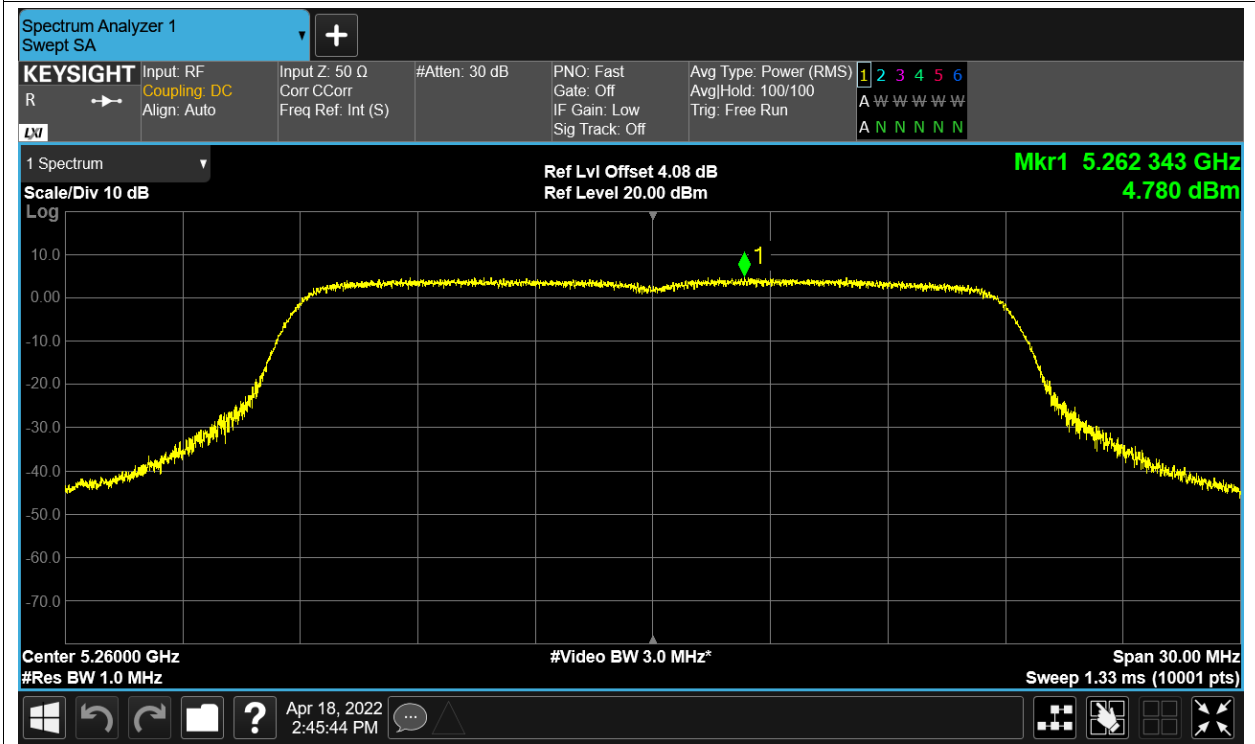 Spectrum Analyzer 1
Swept SA
KEYSIGHT
R
LXI
Input: RF
Coupling: DC
Align: Auto
Input Z: 50 Ω
Corr CCorr
Freq Ref: Int (S)
#Atten: 30 dB
PNO: Fast
Gate: Off
IF Gain: Low
Sig Track: Off
Avg Type: Power (RMS)
Avg|Hold: 100/100
Trig: Free Run
1 2 3 4 5 6
A W W W W W
A N N N N N
1 Spectrum
Scale/Div 10 dB
Log
Ref Lvl Offset 4.08 dB
Ref Level 20.00 dBm
Mkr1 5.262 343 GHz
4.780 dBm
1
10.0
0.00
-10.0
-20.0
-30.0
-40.0
-50.0
-60.0
-70.0
Center 5.26000 GHz
#Res BW 1.0 MHz
#Video BW 3.0 MHz*
Span 30.00 MHz
Sweep 1.33 ms (10001 pts)
?
Apr 18, 2022
2:45:44 PM